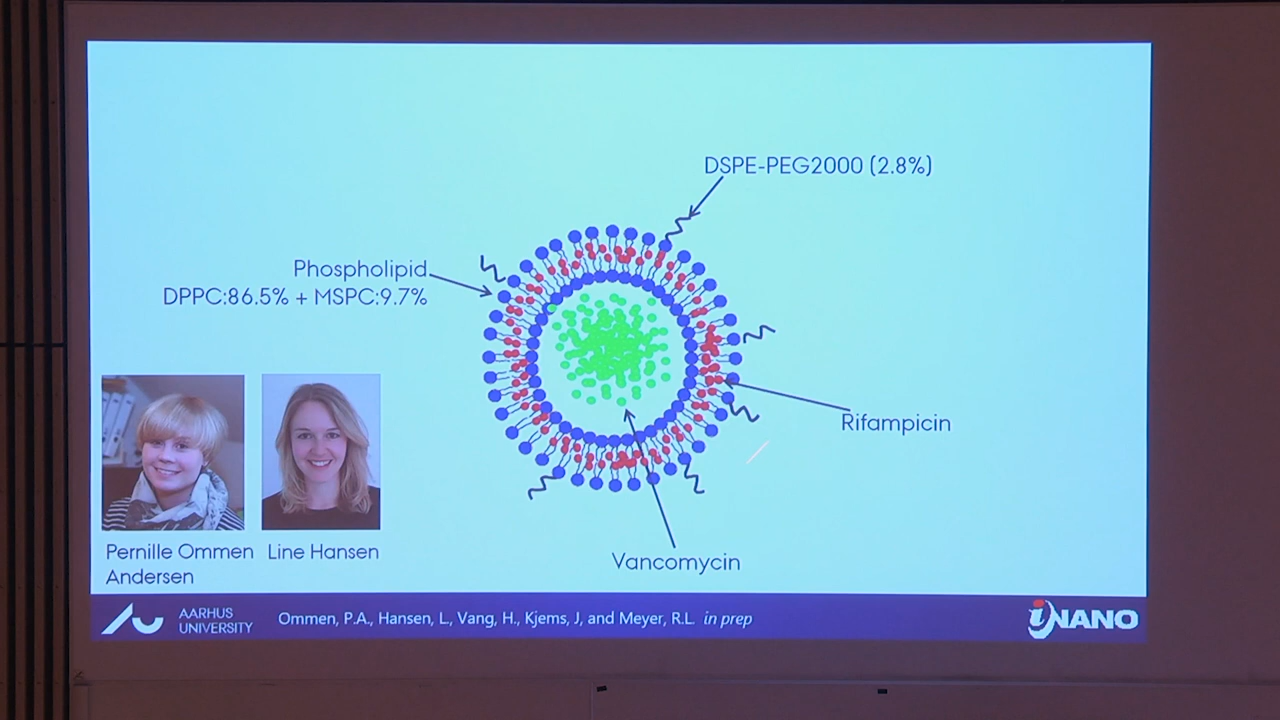 DSPE-PEG2000 (2.8%)
Phospholipid
DPPC:86.5% + MSPC:9.7%
Rifampicin
Vancomycin
Pernille Ommen
Andersen
Line Hansen
AARHUS
UNIVERSITY
Ommen, P.A., Hansen, L., Vang, H., Kjems, J, and Meyer, R.L. in prep
iNANO